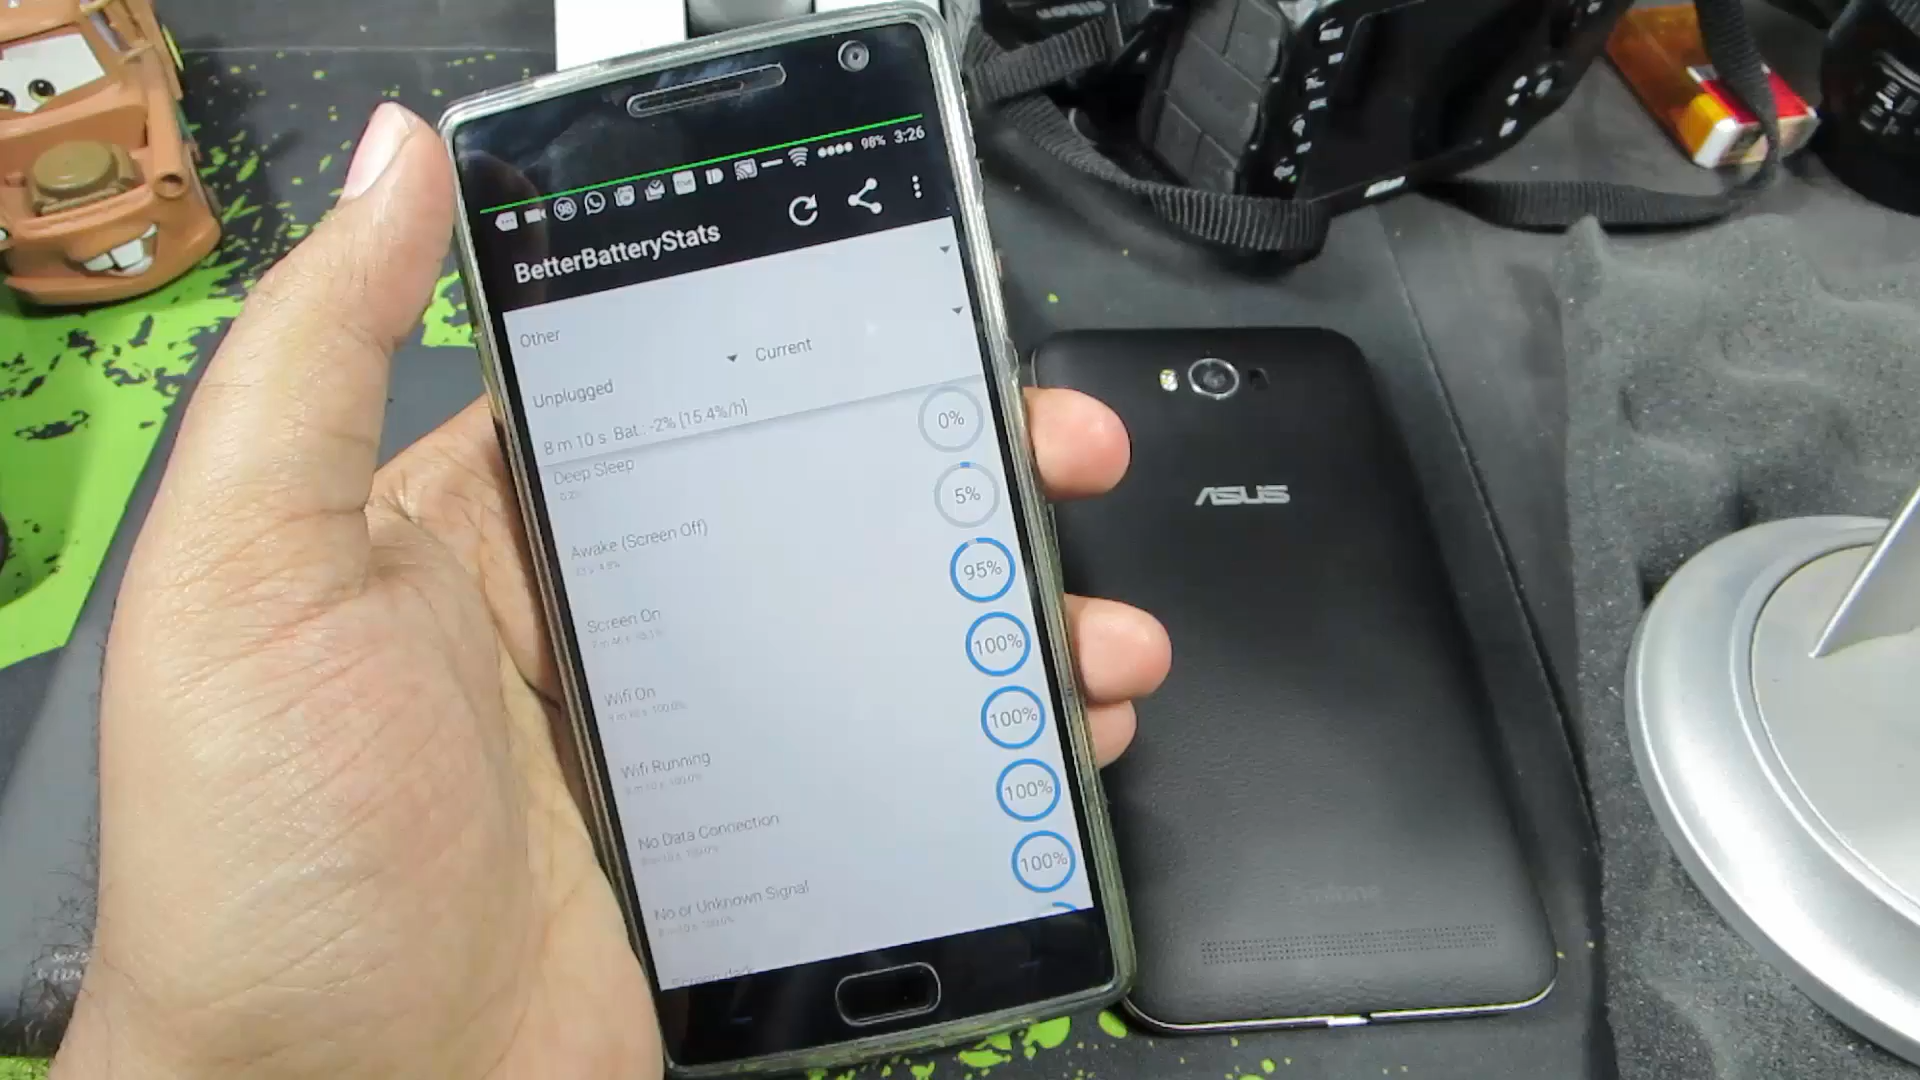 98% 3:26
98
BetterBatteryStats
Other
Unplugged
Current
8 m 10 s Bat.: -2% [15.4%/h]
Deep Sleep
0%
Awake (Screen Off)
5%
Screen On
95%
Wifi On
100%
Wifi Running
100%
No Data Connection
100%
No or Unknown Signal
100%
ASUS